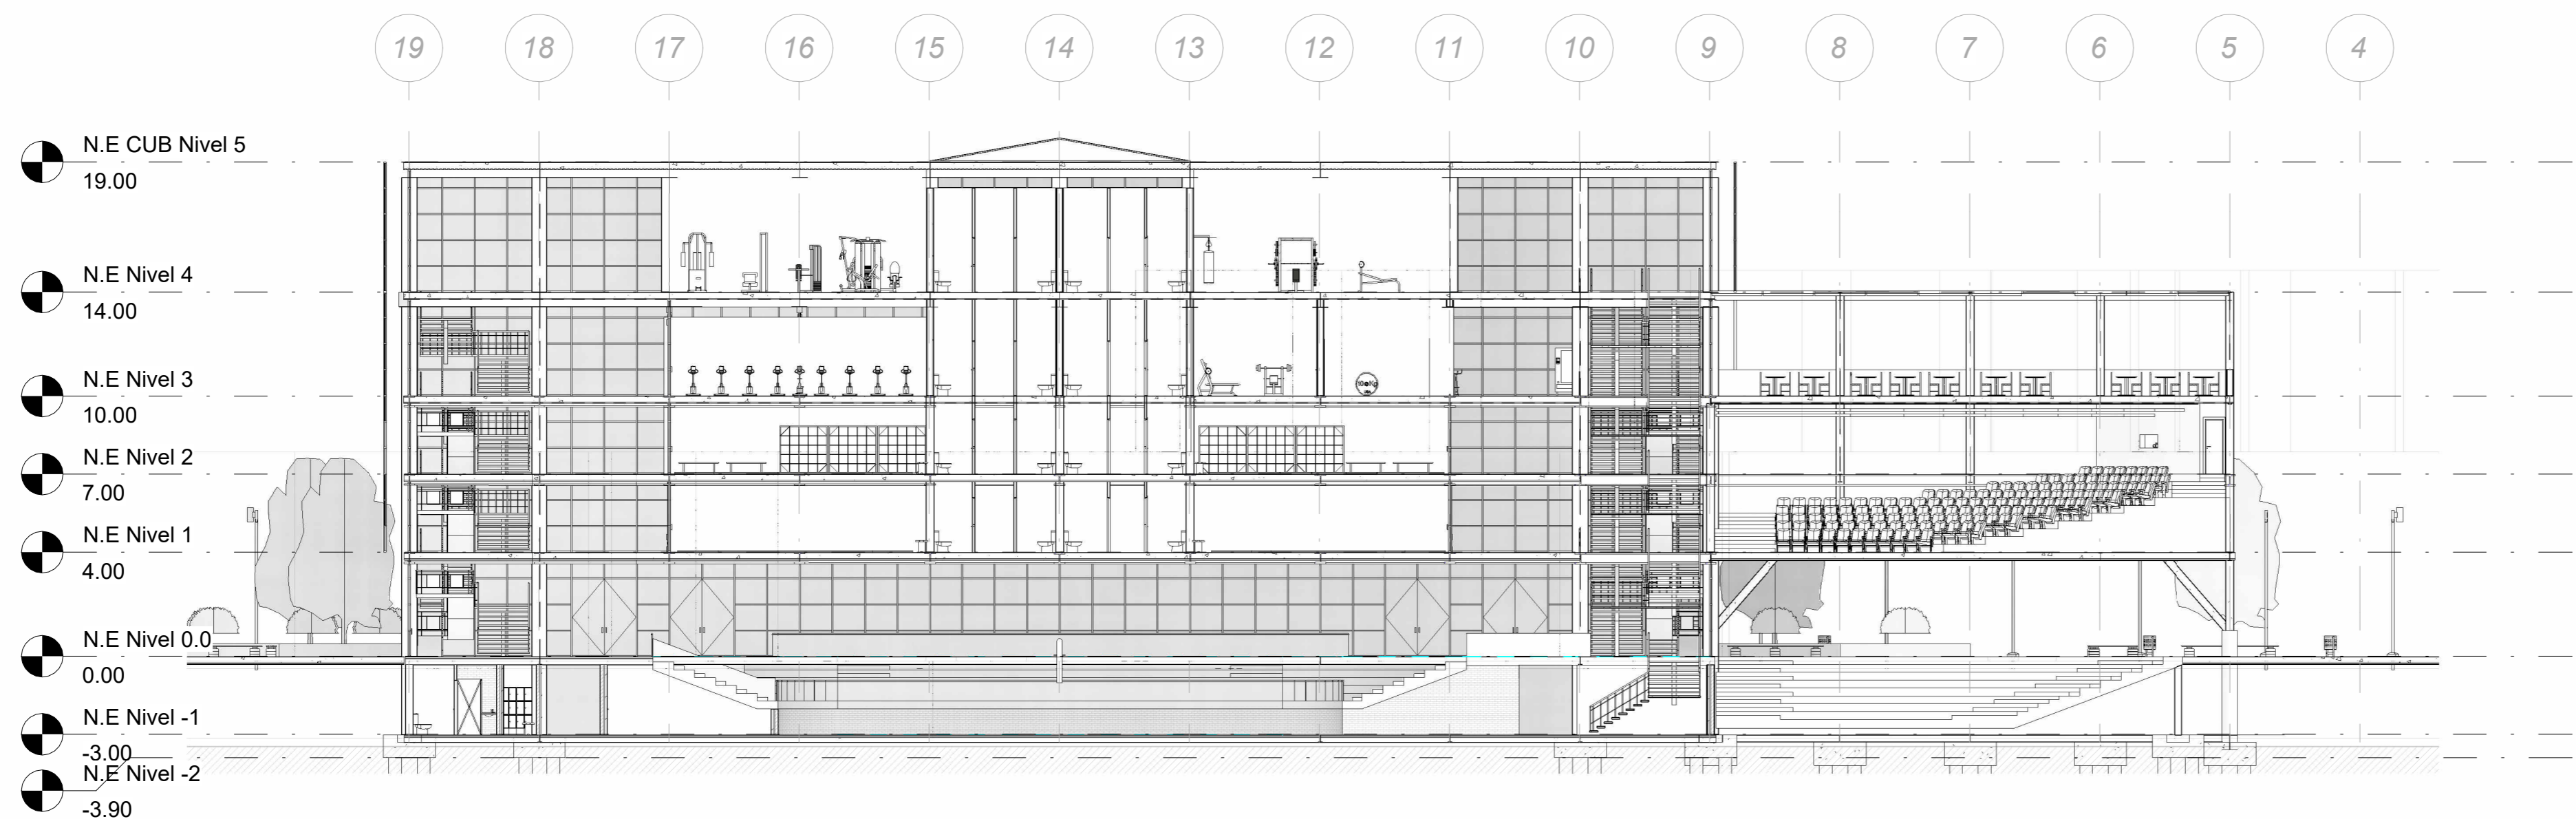 19 18 17 16 15 14 13 12 11 10 9 8 7 6 5 4
N.E CUB Nivel 5
19.00
N.E Nivel 4
14.00
N.E Nivel 3
10.00
N.E Nivel 2
7.00
N.E Nivel 1
4.00
N.E Nivel 0.0
0.00
N.E Nivel -1
-3.00
N.E Nivel -2
-3.90